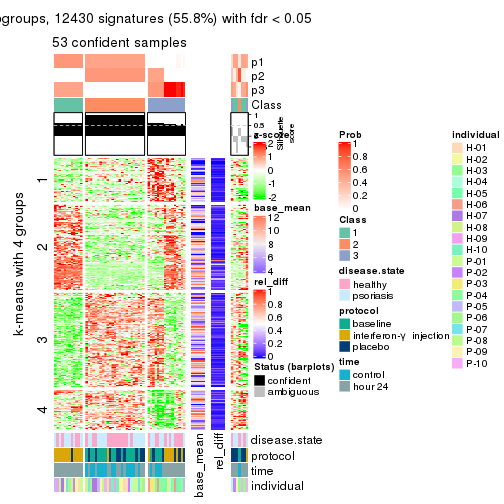 ogroups, 12430 signatures (55.8%) with fdr < 0.05
53 confident samples
p1
p2
p3
Class
1
0.5
0
Silhouette
score
k-means with 4 groups
1
2
3
4
z-score
2
1
0
-1
-2
base_mean
12
10
8
6
4
rel_diff
1
0.8
0.6
0.4
0.2
0
Status (barplots)
confident
ambiguous
Prob
1
0.8
0.6
0.4
0.2
0
Class
1
2
3
disease.state
healthy
psoriasis
protocol
baseline
interferon-γ injection
placebo
time
control
hour 24
individual
H-01
H-02
H-03
H-04
H-05
H-06
H-07
H-08
H-09
H-10
P-01
P-02
P-03
P-04
P-05
P-06
P-07
P-08
P-09
P-10
disease.state
protocol
time
individual
base_mean
rel_diff